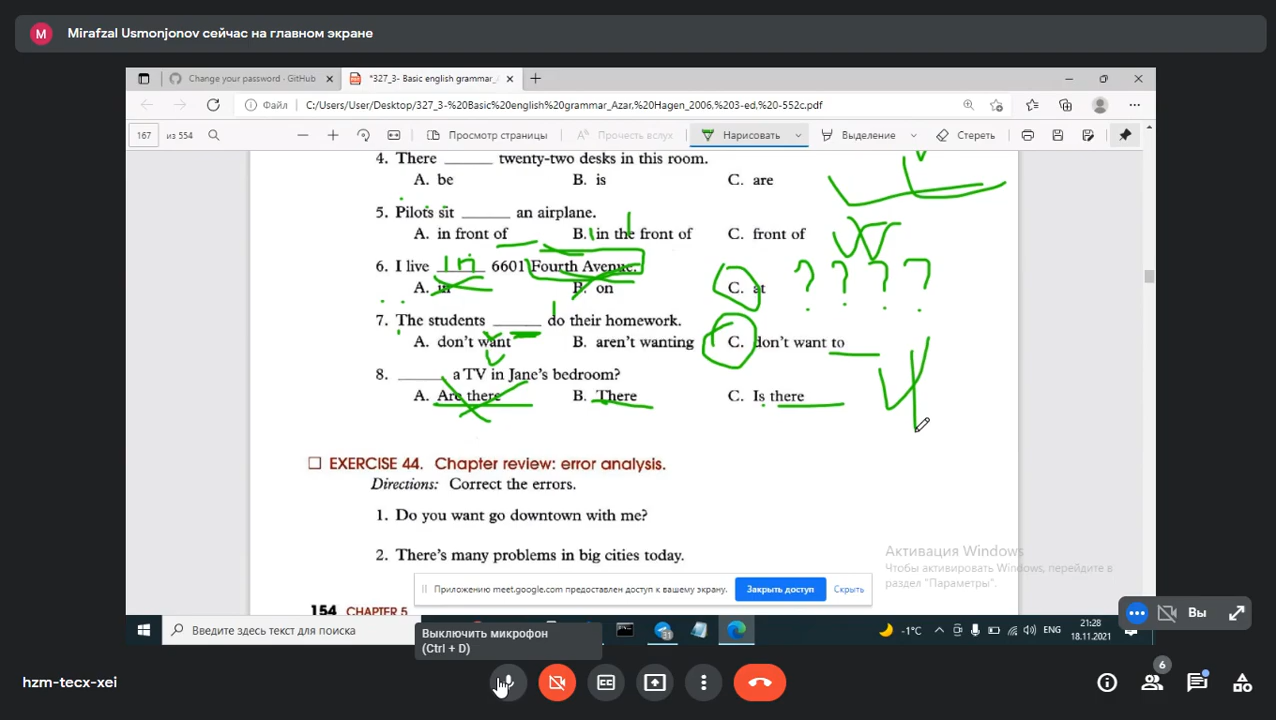 M Mirafzal Usmonjonov сейчас на главном экране
Change your password · GitHub
*327_3- Basic english grammar_
Файл C:/Users/User/Desktop/327_3-%20Basic%20english%20grammar_Azar,%20Hagen_2006.%203-ed,%20-552c.pdf
167 из 554 Просмотр страницы Прочесть вслух Нарисовать Выделение Стереть
4. There ______ twenty-two desks in this room.
A. be B. is C. are
5. Pilots sit ______ an airplane.
A. in front of B. in the front of C. front of
6. I live in 6601 Fourth Avenue.
A. in B. on C. at ? ? ? ?
7. The students ______ do their homework.
A. don't want B. aren't wanting C. don't want to
8. ______ a TV in Jane's bedroom?
A. Are there B. There C. Is there
EXERCISE 44. Chapter review: error analysis.
Directions: Correct the errors.
1. Do you want go downtown with me?
2. There's many problems in big cities today.
Активация Windows
Чтобы активировать Windows, перейдите в
раздел "Параметры".
Приложению meet.google.com предоставлен доступ к вашему экрану. Закрыть доступ Скрыть
154 CHAPTER 5
Вы
Введите здесь текст для поиска
31
-1°C ENG 21:28
18.11.2021
Выключить микрофон
(Ctrl + D)
hzm-tecx-xei
6